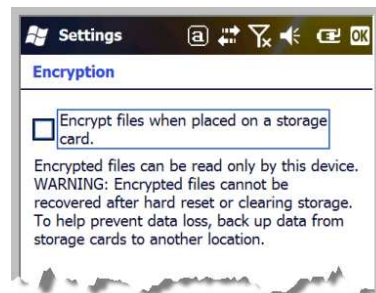 Settings a OK
Encryption
Encrypt files when placed on a storage
card.
Encrypted files can be read only by this device.
WARNING: Encrypted files cannot be
recovered after hard reset or clearing storage.
To help prevent data loss, back up data from
storage cards to another location.